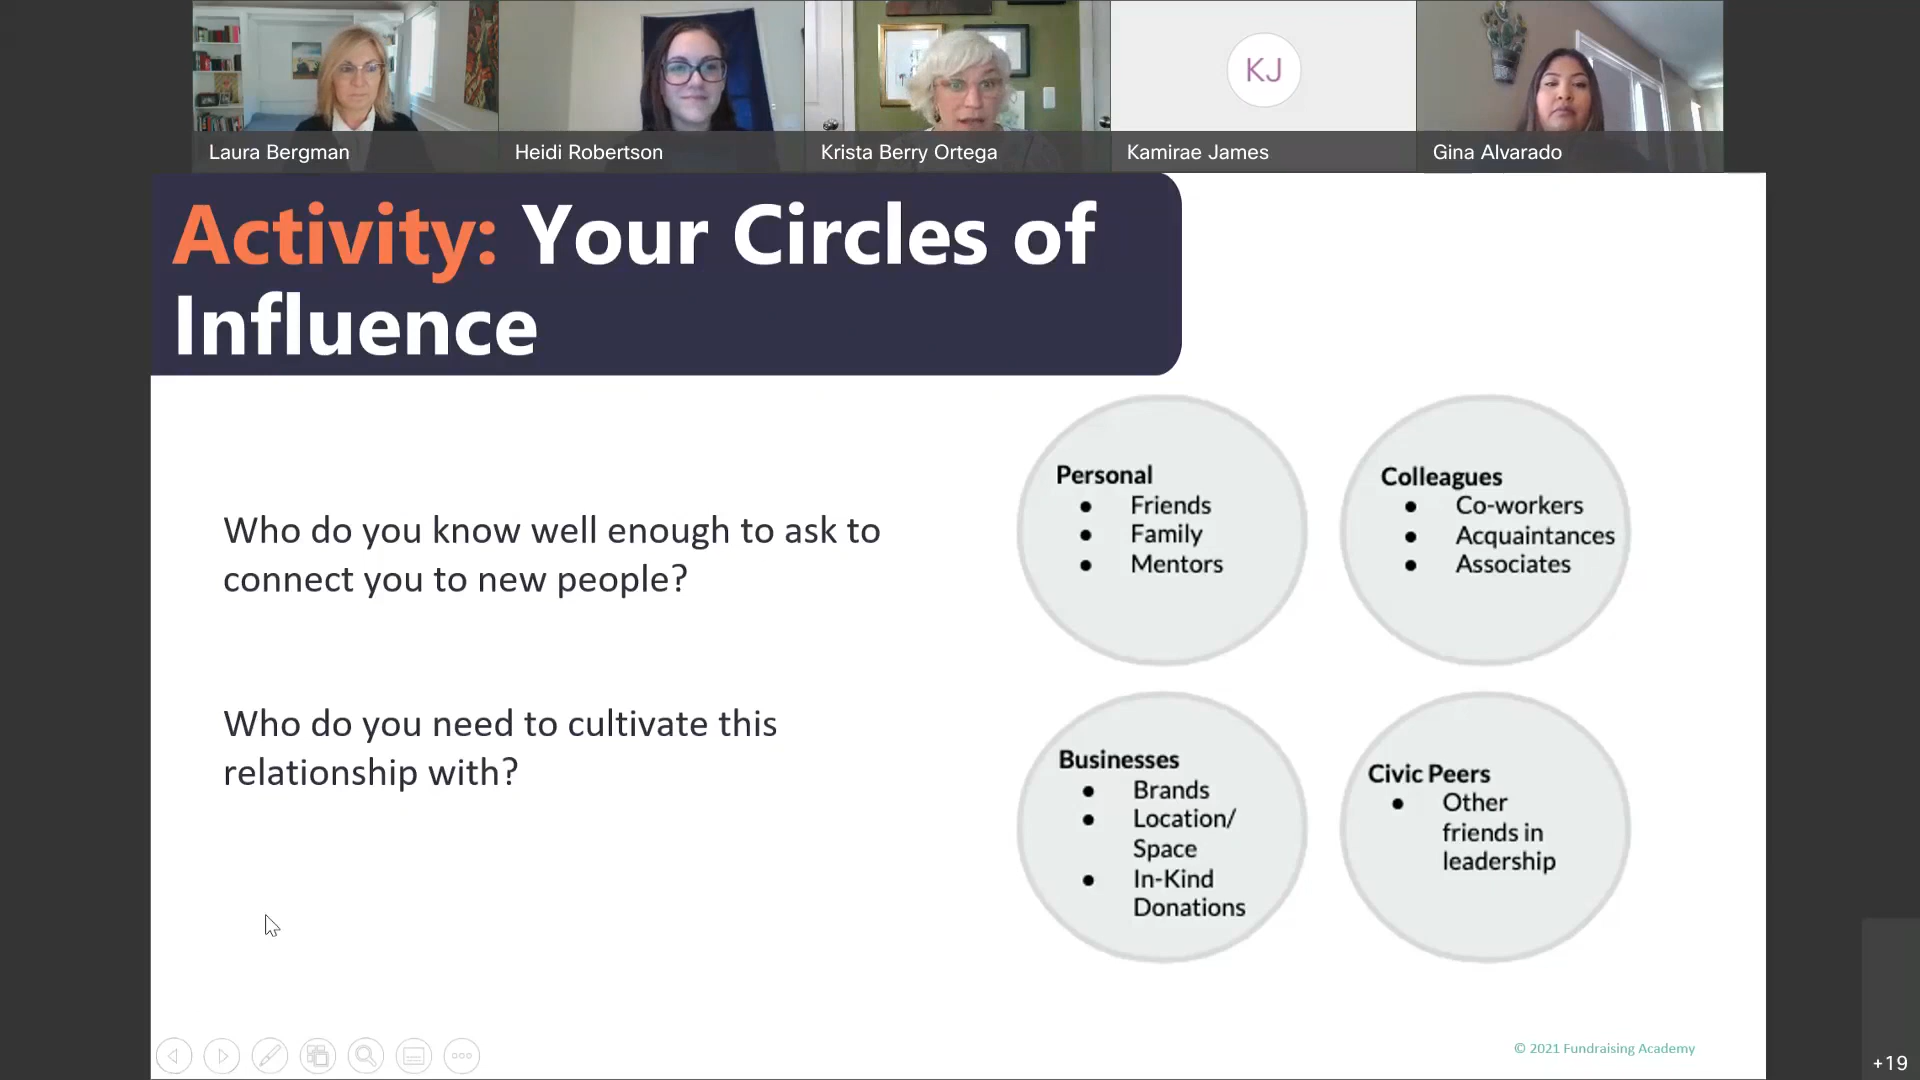 Laura Bergman
Heidi Robertson
Krista Berry Ortega
KJ
Kamirae James
Gina Alvarado
Activity: Your Circles of
Influence
Who do you know well enough to ask to
connect you to new people?
Who do you need to cultivate this
relationship with?
Personal
● Friends
● Family
● Mentors
Colleagues
● Co-workers
● Acquaintances
● Associates
Businesses
● Brands
● Location/
Space
● In-Kind
Donations
Civic Peers
● Other
friends in
leadership
© 2021 Fundraising Academy
+19